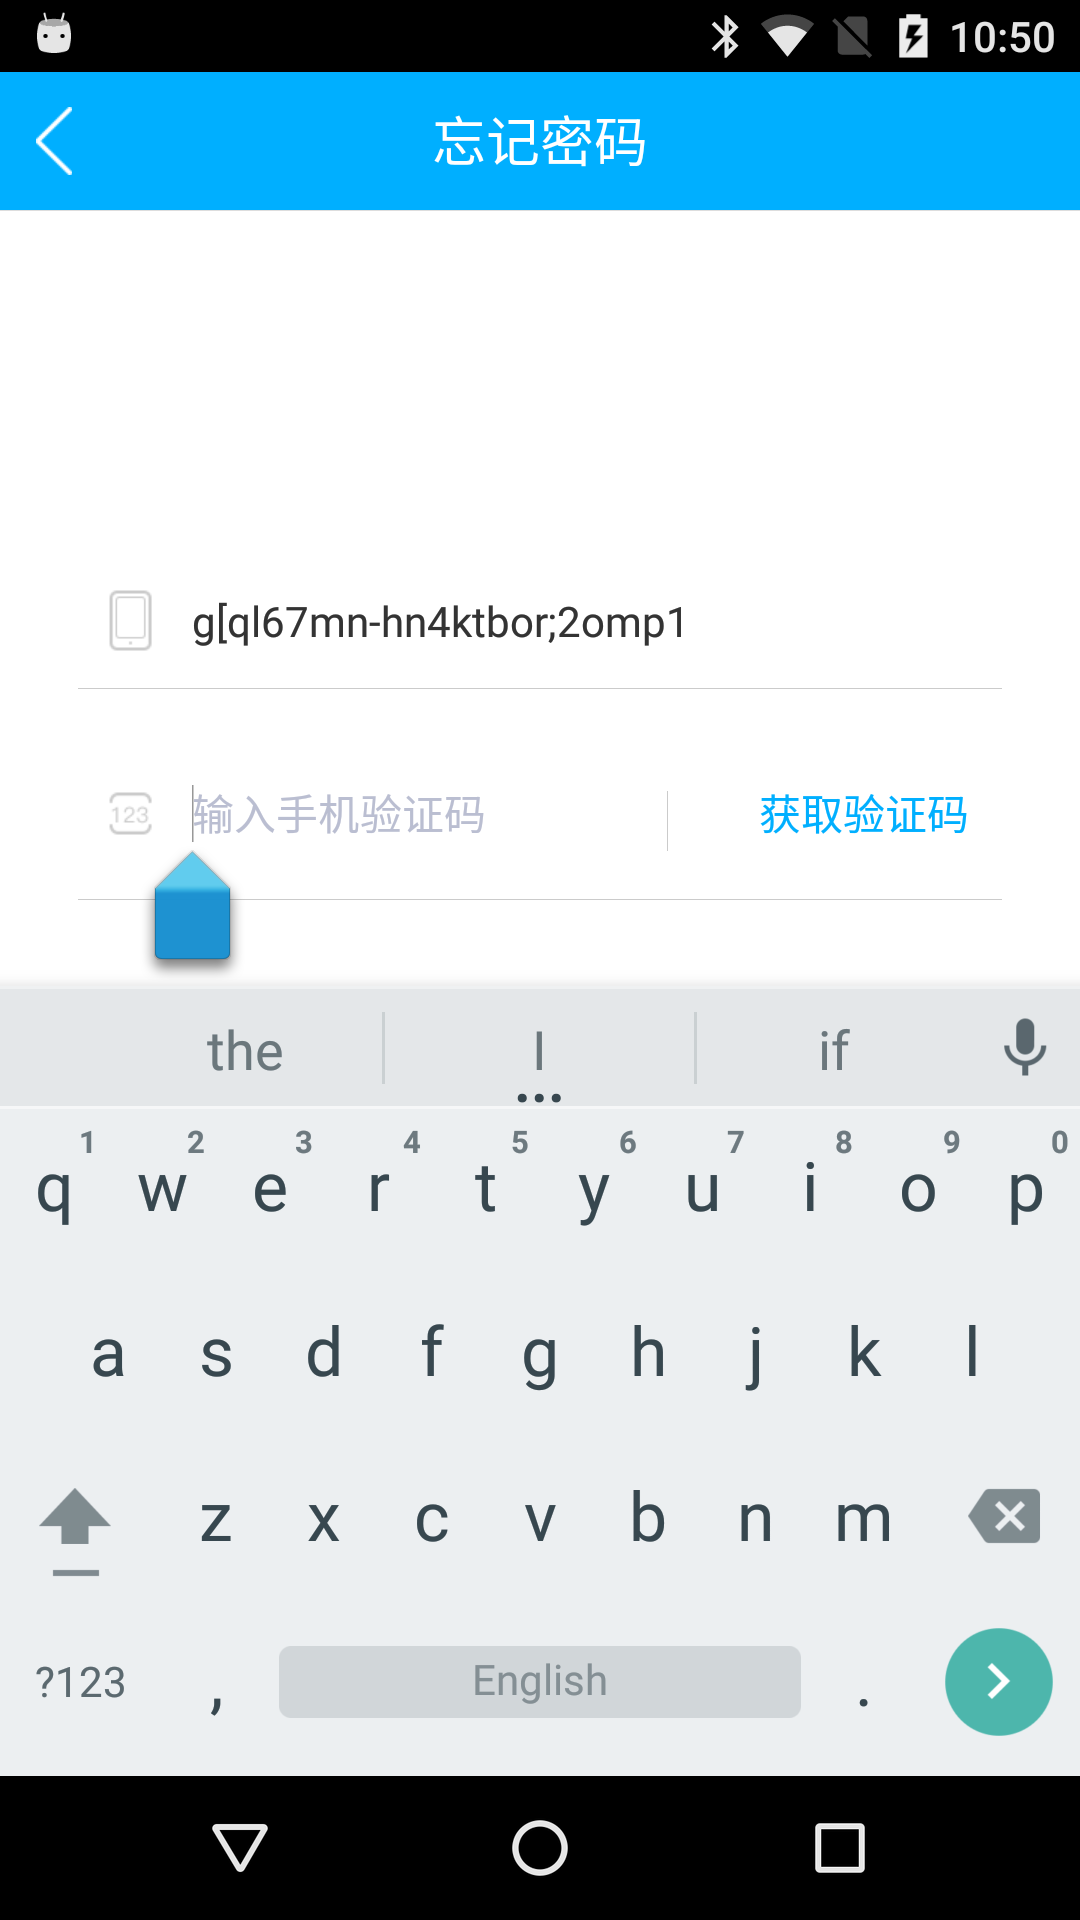 10:50
忘记密码
g[ql67mn-hn4ktbor;2omp1
123 输入手机验证码 获取验证码
the I if
1 2 3 4 5 6 7 8 9 0
q w e r t y u i o p
a s d f g h j k l
z x c v b n m
?123 , English .